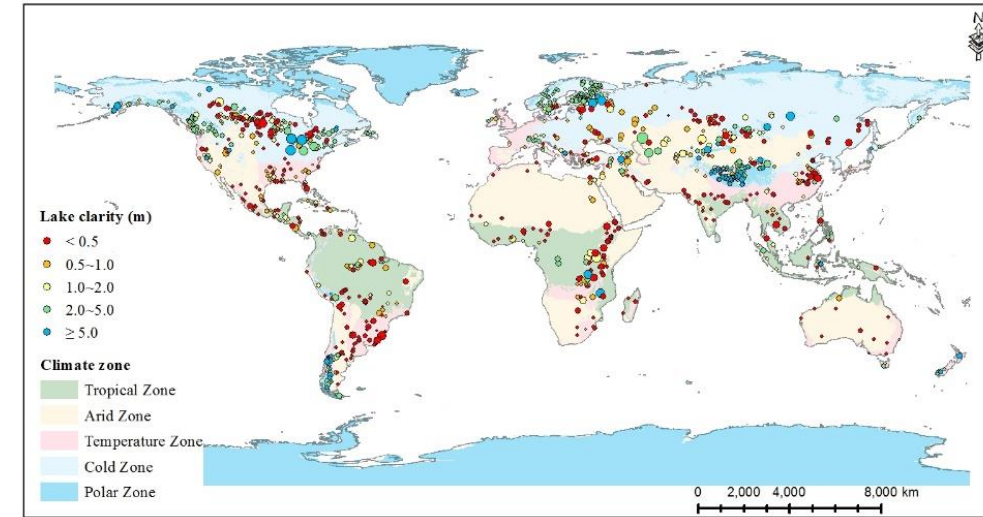 N
Lake clarity (m)
< 0.5
0.5~1.0
1.0~2.0
2.0~5.0
≥ 5.0
Climate zone
Tropical Zone
Arid Zone
Temperature Zone
Cold Zone
Polar Zone
0 2,000 4,000 8,000 km